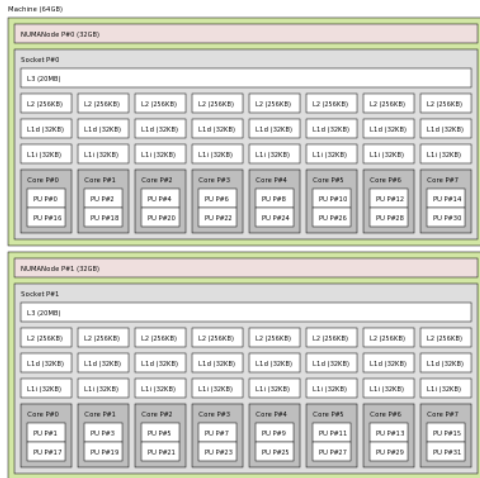 Machine (64GB)
NUMANode P#0 (32GB)
Socket P#0
L3 (20MB)
L2 (256KB) L2 (256KB) L2 (256KB) L2 (256KB) L2 (256KB) L2 (256KB) L2 (256KB) L2 (256KB)
L1d (32KB) L1d (32KB) L1d (32KB) L1d (32KB) L1d (32KB) L1d (32KB) L1d (32KB) L1d (32KB)
L1i (32KB) L1i (32KB) L1i (32KB) L1i (32KB) L1i (32KB) L1i (32KB) L1i (32KB) L1i (32KB)
Core P#0 Core P#1 Core P#2 Core P#3 Core P#4 Core P#5 Core P#6 Core P#7
PU P#0 PU P#2 PU P#4 PU P#6 PU P#8 PU P#10 PU P#12 PU P#14
PU P#16 PU P#18 PU P#20 PU P#22 PU P#24 PU P#26 PU P#28 PU P#30
NUMANode P#1 (32GB)
Socket P#1
L3 (20MB)
L2 (256KB) L2 (256KB) L2 (256KB) L2 (256KB) L2 (256KB) L2 (256KB) L2 (256KB) L2 (256KB)
L1d (32KB) L1d (32KB) L1d (32KB) L1d (32KB) L1d (32KB) L1d (32KB) L1d (32KB) L1d (32KB)
L1i (32KB) L1i (32KB) L1i (32KB) L1i (32KB) L1i (32KB) L1i (32KB) L1i (32KB) L1i (32KB)
Core P#0 Core P#1 Core P#2 Core P#3 Core P#4 Core P#5 Core P#6 Core P#7
PU P#1 PU P#3 PU P#5 PU P#7 PU P#9 PU P#11 PU P#13 PU P#15
PU P#17 PU P#19 PU P#21 PU P#23 PU P#25 PU P#27 PU P#29 PU P#31